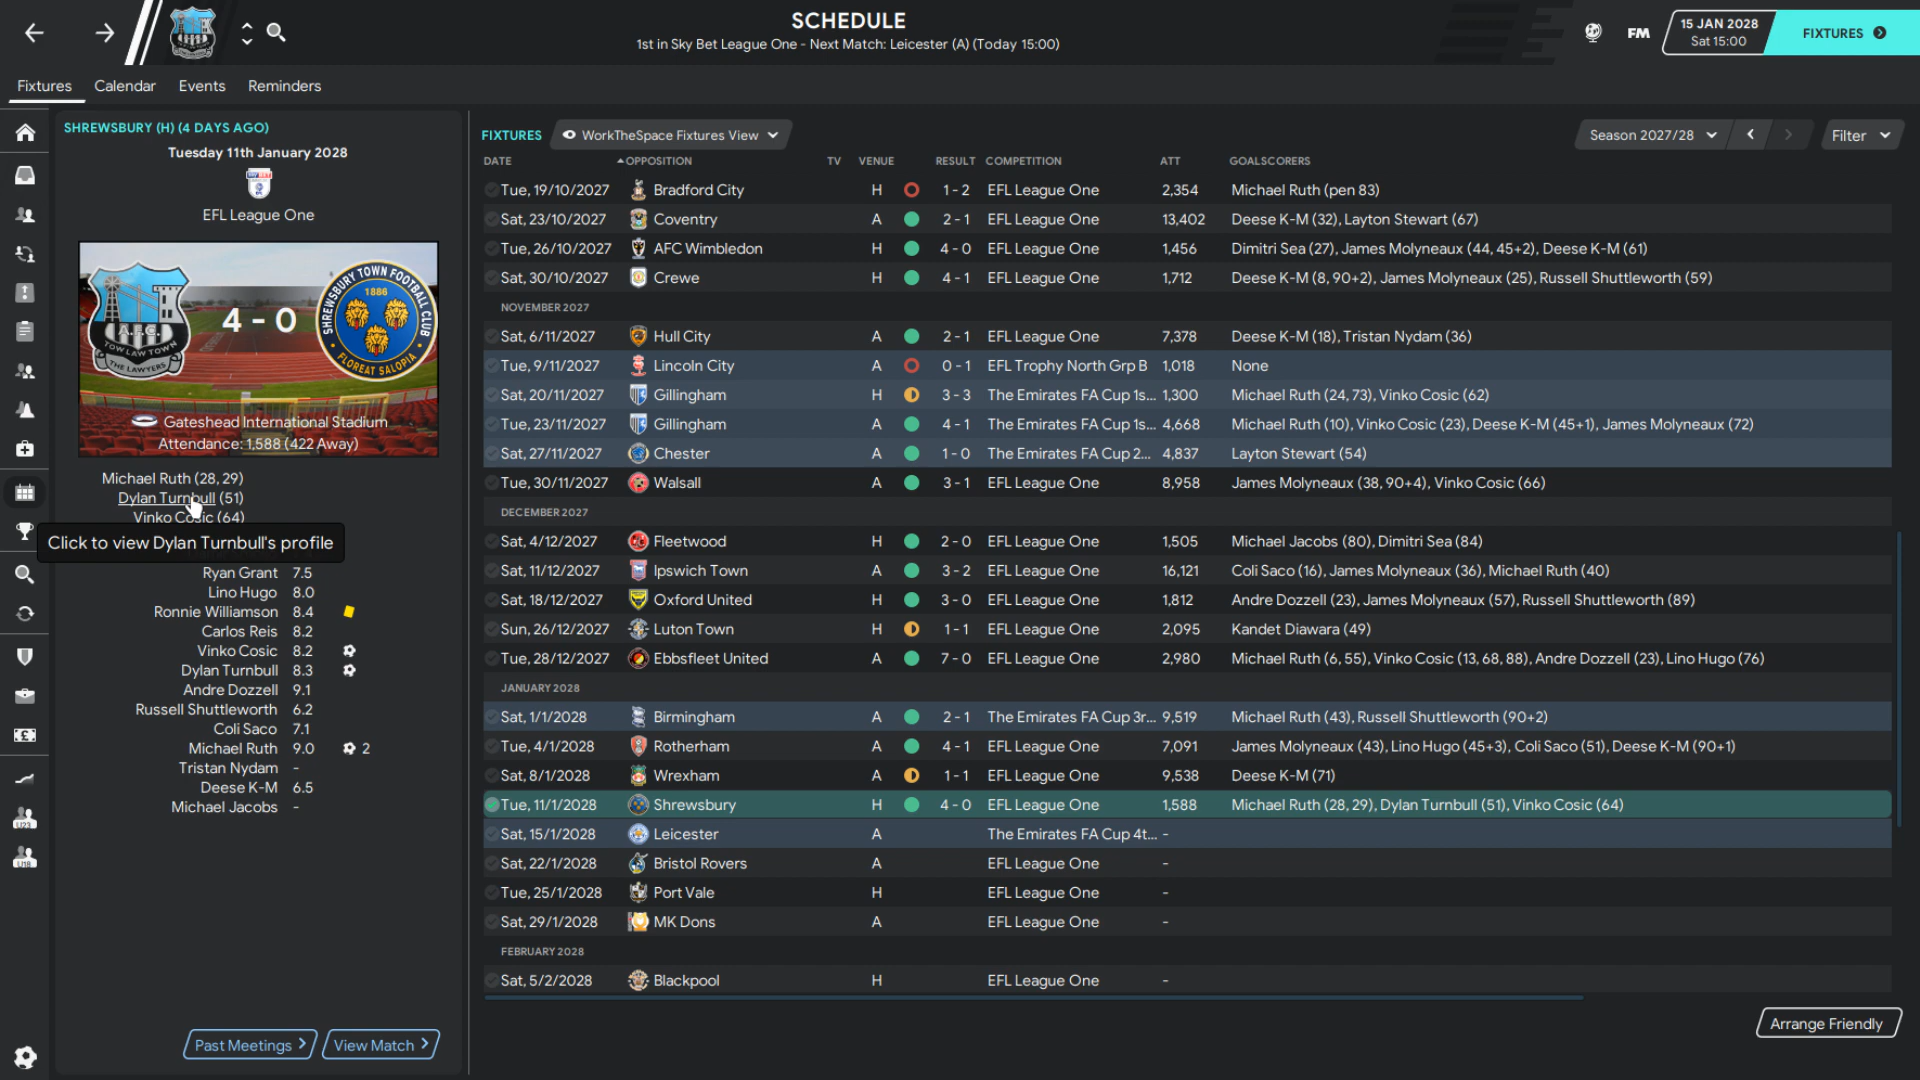 SCHEDULE
1st in Sky Bet League One - Next Match: Leicester (A) (Today 15:00)
FM
15 JAN 2028
Sat 15:00
FIXTURES
Fixtures Calendar Events Reminders
SHREWSBURY (H) (4 DAYS AGO)
Tuesday 11th January 2028
EFL League One
SHREWSBURY TOWN FOOTBALL CLUB
1886
FLOREAT SALOPIA
A.F.C.
TOW LAW TOWN
THE LAWYERS
4 - 0
Gateshead International Stadium
Attendance: 1,588 (422 Away)
Michael Ruth (28, 29)
Dylan Turnbull (51)
Vinko Cosic (64)
Click to view Dylan Turnbull's profile
Ryan Grant 7.5
Lino Hugo 8.0
Ronnie Williamson 8.4
Carlos Reis 8.2
Vinko Cosic 8.2
Dylan Turnbull 8.3
Andre Dozzell 9.1
Russell Shuttleworth 6.2
Coli Saco 7.1
Michael Ruth 9.0 2
Tristan Nydam -
Deese K-M 6.5
Michael Jacobs -
Past Meetings
View Match
U23
U18
FIXTURES WorkTheSpace Fixtures View Season 2027/28 Filter
DATE OPPOSITION TV VENUE RESULT COMPETITION ATT GOALSCORERS
Tue, 19/10/2027 Bradford City H 1 - 2 EFL League One 2,354 Michael Ruth (pen 83)
Sat, 23/10/2027 Coventry A 2 - 1 EFL League One 13,402 Deese K-M (32), Layton Stewart (67)
Tue, 26/10/2027 AFC Wimbledon H 4 - 0 EFL League One 1,456 Dimitri Sea (27), James Molyneaux (44, 45+2), Deese K-M (61)
Sat, 30/10/2027 Crewe H 4 - 1 EFL League One 1,712 Deese K-M (8, 90+2), James Molyneaux (25), Russell Shuttleworth (59)
NOVEMBER 2027
Sat, 6/11/2027 Hull City A 2 - 1 EFL League One 7,378 Deese K-M (18), Tristan Nydam (36)
Tue, 9/11/2027 Lincoln City A 0 - 1 EFL Trophy North Grp B 1,018 None
Sat, 20/11/2027 Gillingham H 3 - 3 The Emirates FA Cup 1s... 1,300 Michael Ruth (24, 73), Vinko Cosic (62)
Tue, 23/11/2027 Gillingham A 4 - 1 The Emirates FA Cup 1s... 4,668 Michael Ruth (10), Vinko Cosic (23), Deese K-M (45+1), James Molyneaux (72)
Sat, 27/11/2027 Chester A 1 - 0 The Emirates FA Cup 2... 4,837 Layton Stewart (54)
Tue, 30/11/2027 Walsall A 3 - 1 EFL League One 8,958 James Molyneaux (38, 90+4), Vinko Cosic (66)
DECEMBER 2027
Sat, 4/12/2027 Fleetwood H 2 - 0 EFL League One 1,505 Michael Jacobs (80), Dimitri Sea (84)
Sat, 11/12/2027 Ipswich Town A 3 - 2 EFL League One 16,121 Coli Saco (16), James Molyneaux (36), Michael Ruth (40)
Sat, 18/12/2027 Oxford United H 3 - 0 EFL League One 1,812 Andre Dozzell (23), James Molyneaux (57), Russell Shuttleworth (89)
Sun, 26/12/2027 Luton Town H 1 - 1 EFL League One 2,095 Kandet Diawara (49)
Tue, 28/12/2027 Ebbsfleet United A 7 - 0 EFL League One 2,980 Michael Ruth (6, 55), Vinko Cosic (13, 68, 88), Andre Dozzell (23), Lino Hugo (76)
JANUARY 2028
Sat, 1/1/2028 Birmingham A 2 - 1 The Emirates FA Cup 3r... 9,519 Michael Ruth (43), Russell Shuttleworth (90+2)
Tue, 4/1/2028 Rotherham A 4 - 1 EFL League One 7,091 James Molyneaux (43), Lino Hugo (45+3), Coli Saco (51), Deese K-M (90+1)
Sat, 8/1/2028 Wrexham A 1 - 1 EFL League One 9,538 Deese K-M (71)
Tue, 11/1/2028 Shrewsbury H 4 - 0 EFL League One 1,588 Michael Ruth (28, 29), Dylan Turnbull (51), Vinko Cosic (64)
Sat, 15/1/2028 Leicester A The Emirates FA Cup 4t... -
Sat, 22/1/2028 Bristol Rovers A EFL League One -
Tue, 25/1/2028 Port Vale H EFL League One -
Sat, 29/1/2028 MK Dons A EFL League One -
FEBRUARY 2028
Sat, 5/2/2028 Blackpool H EFL League One -
Arrange Friendly